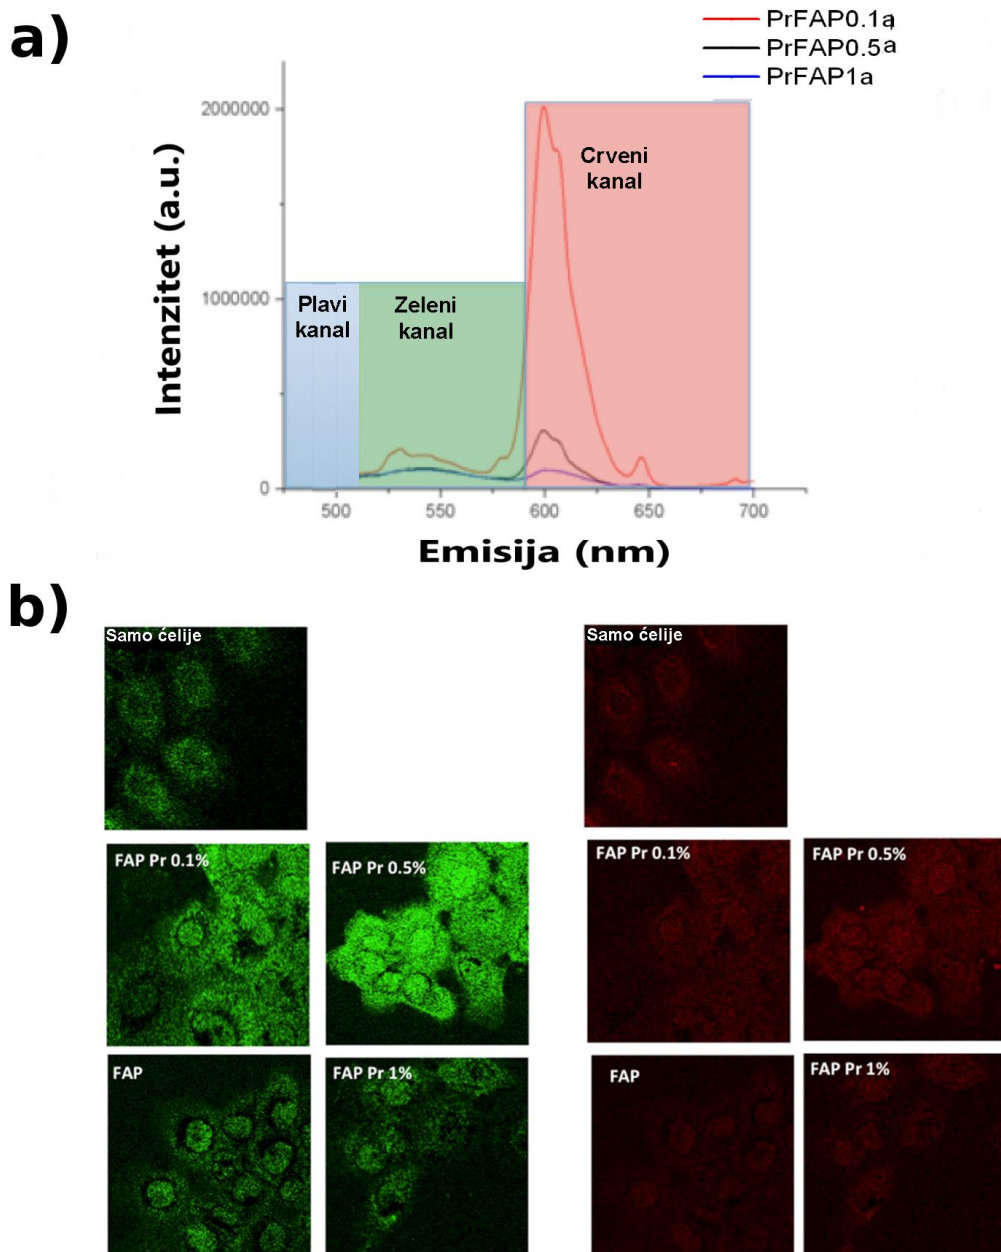 a)
PrFAP0.1a
PrFAP0.5a
PrFAP1a
2000000
1000000
0
Intenzitet (a.u.)
Plavi
kanal
Zeleni
kanal
Crveni
kanal
500 550 600 650 700
Emisija (nm)
b)
Samo ćelije
Samo ćelije
FAP Pr 0.1%
FAP Pr 0.5%
FAP Pr 0.1%
FAP Pr 0.5%
FAP
FAP Pr 1%
FAP
FAP Pr 1%